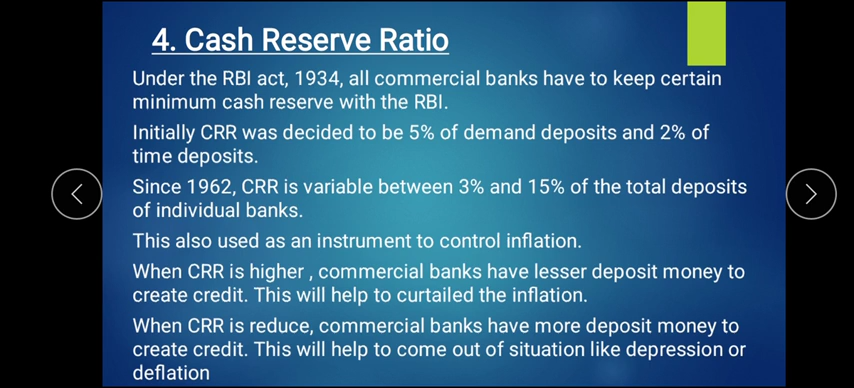 4. Cash Reserve Ratio
Under the RBI act, 1934, all commercial banks have to keep certain
minimum cash reserve with the RBI.
Initially CRR was decided to be 5% of demand deposits and 2% of
time deposits.
Since 1962, CRR is variable between 3% and 15% of the total deposits
of individual banks.
This also used as an instrument to control inflation.
When CRR is higher , commercial banks have lesser deposit money to
create credit. This will help to curtailed the inflation.
When CRR is reduce, commercial banks have more deposit money to
create credit. This will help to come out of situation like depression or
deflation